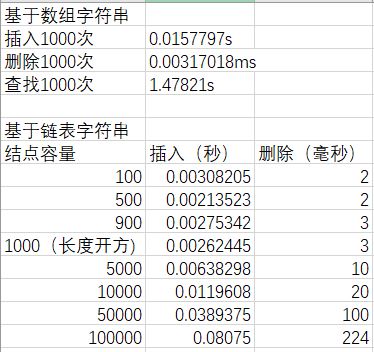 基于数组字符串
插入1000次 0.0157797s
删除1000次 0.00317018ms
查找1000次 1.47821s
基于链表字符串
结点容量 插入（秒） 删除（毫秒）
100 0.00308205 2
500 0.00213523 2
900 0.00275342 3
1000（长度开方） 0.00262445 3
5000 0.00638298 10
10000 0.0119608 20
50000 0.0389375 100
100000 0.08075 224